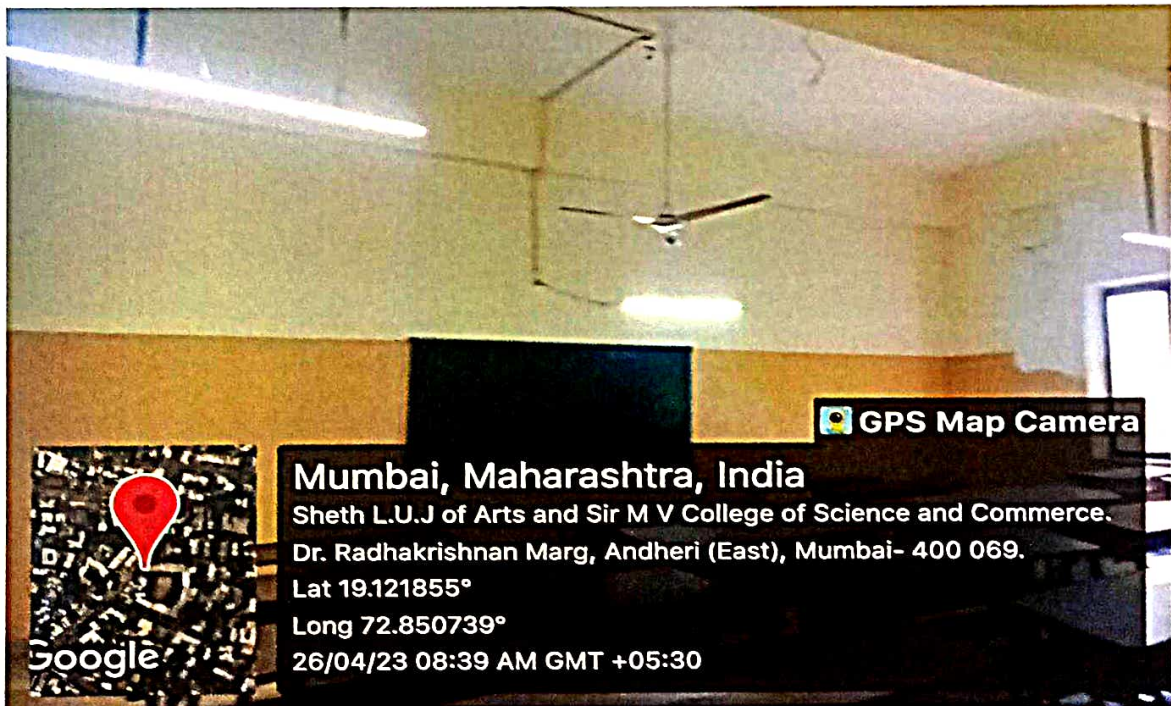 GPS Map Camera
Mumbai, Maharashtra, India
Sheth L.U.J of Arts and Sir M V College of Science and Commerce.
Dr. Radhakrishnan Marg, Andheri (East), Mumbai- 400 069.
Lat 19.121855°
Long 72.850739°
26/04/23 08:39 AM GMT +05:30
Google